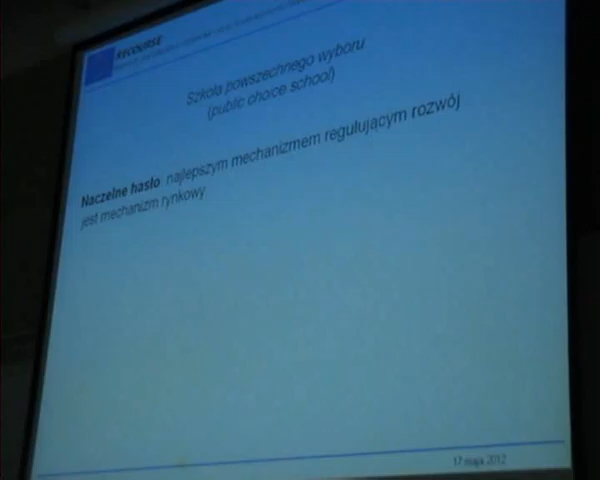 RECOURSE
Szkoła powszechnego wyboru
(public choice school)
Naczelne hasło najlepszym mechanizmem regulującym rozwój
jest mechanizm rynkowy
17 maja 2012